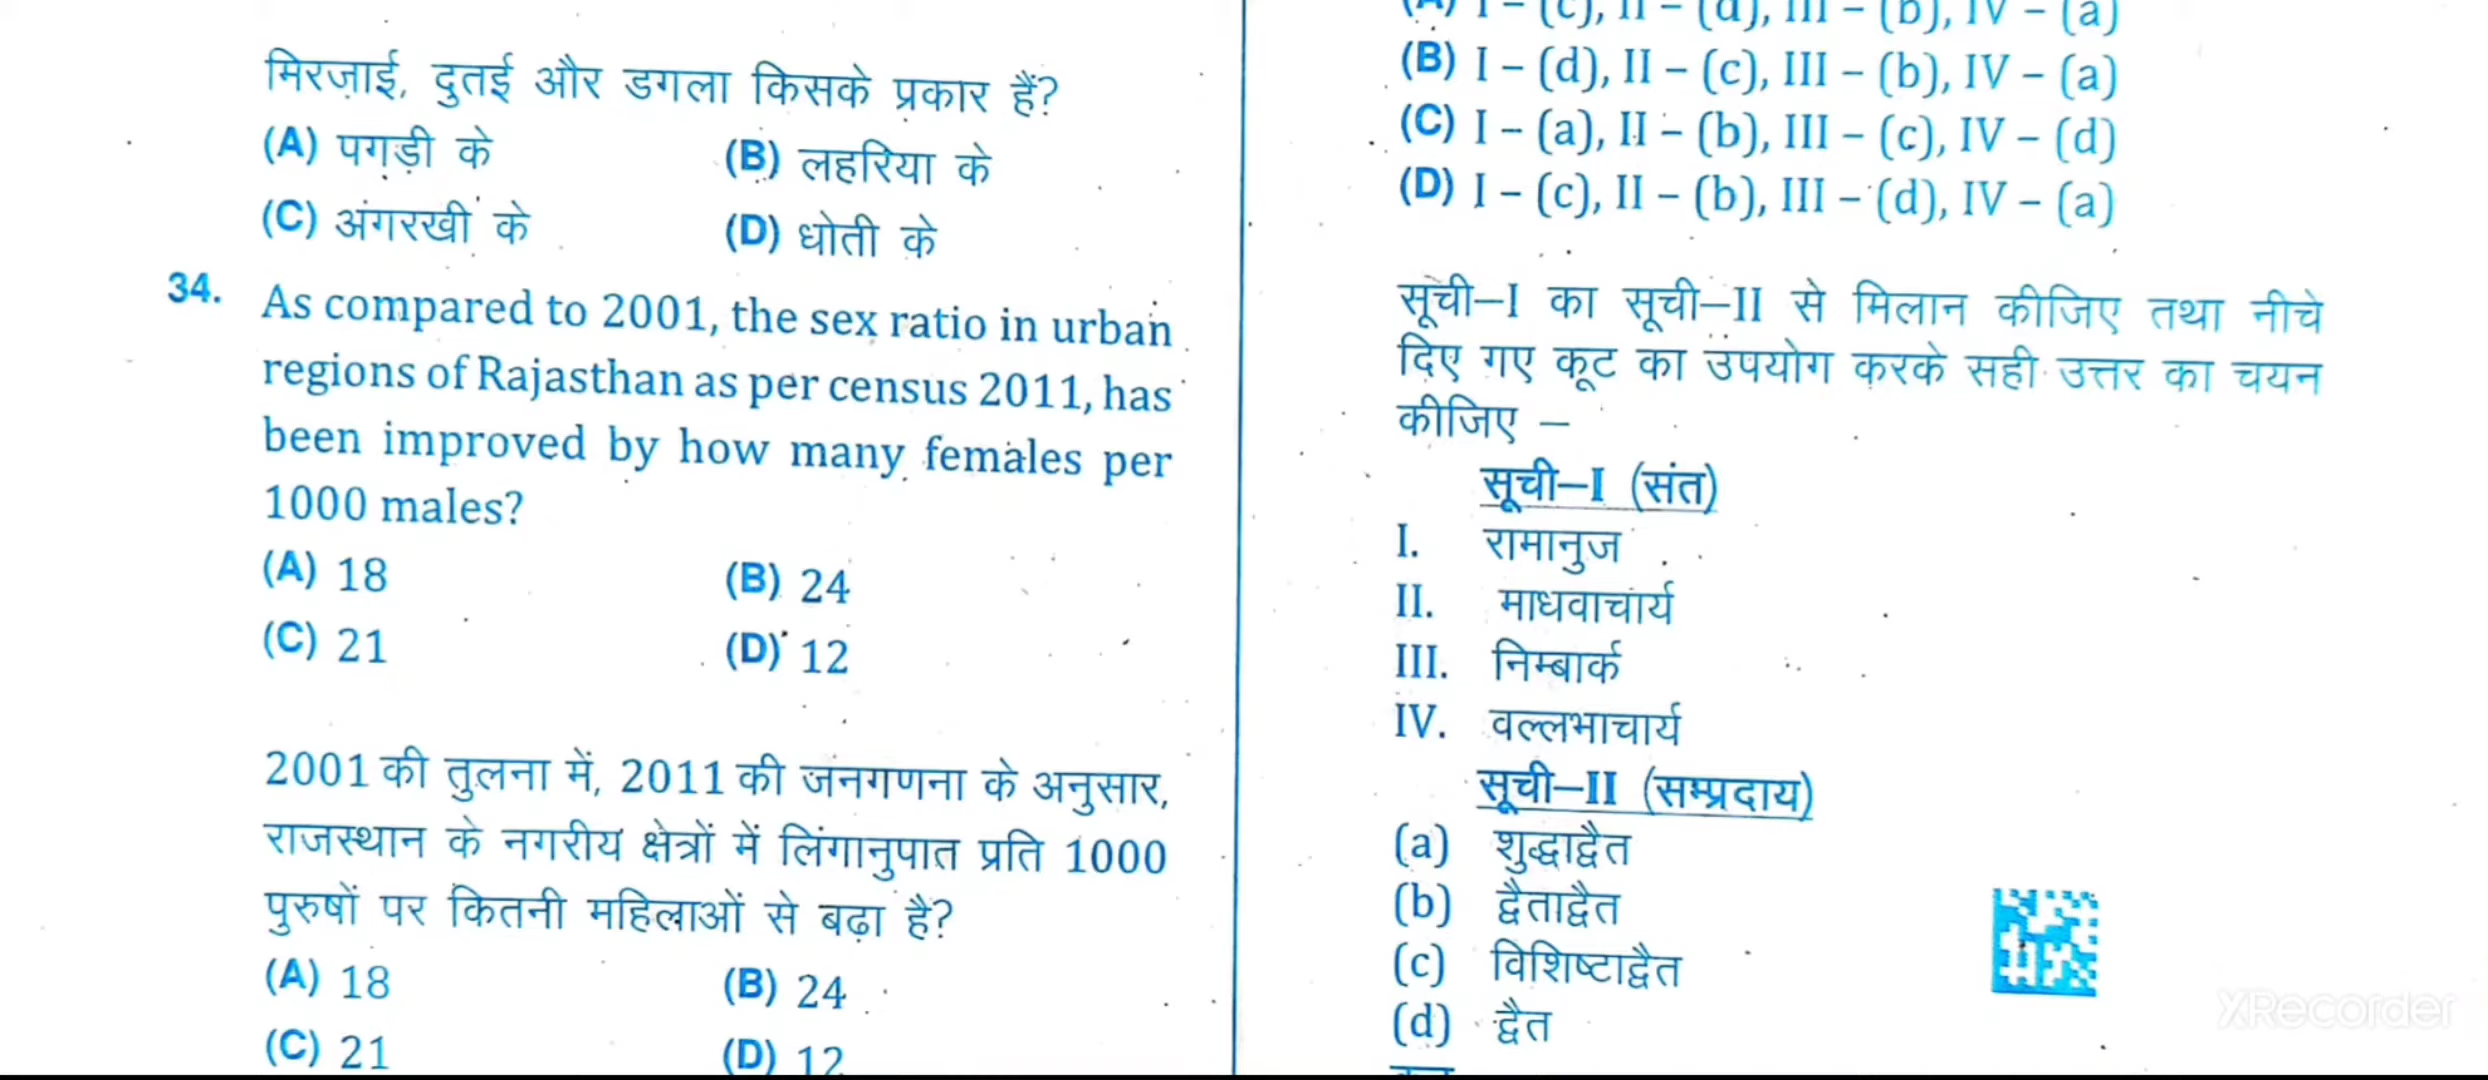 मिरज़ाई, दुतई और डगला किसके प्रकार हैं?
(A) पगड़ी के (B) लहरिया के
(C) अंगरखी के (D) धोती के
34. As compared to 2001, the sex ratio in urban
regions of Rajasthan as per census 2011, has
been improved by how many females per
1000 males?
(A) 18 (B) 24
(C) 21 (D) 12
2001 की तुलना में, 2011 की जनगणना के अनुसार,
राजस्थान के नगरीय क्षेत्रों में लिंगानुपात प्रति 1000
पुरुषों पर कितनी महिलाओं से बढ़ा है?
(A) 18 (B) 24
(C) 21 (D) 12
(A) I – (c), II – (d), III – (b), IV – (a)
(B) I – (d), II – (c), III – (b), IV – (a)
(C) I – (a), II – (b), III – (c), IV – (d)
(D) I – (c), II – (b), III – (d), IV – (a)
सूची–I का सूची–II से मिलान कीजिए तथा नीचे
दिए गए कूट का उपयोग करके सही उत्तर का चयन
कीजिए –
सूची–I (संत)
I. रामानुज
II. माधवाचार्य
III. निम्बार्क
IV. वल्लभाचार्य
सूची–II (सम्प्रदाय)
(a) शुद्धाद्वैत
(b) द्वैताद्वैत
(c) विशिष्टाद्वैत
(d) द्वैत
XRecorder